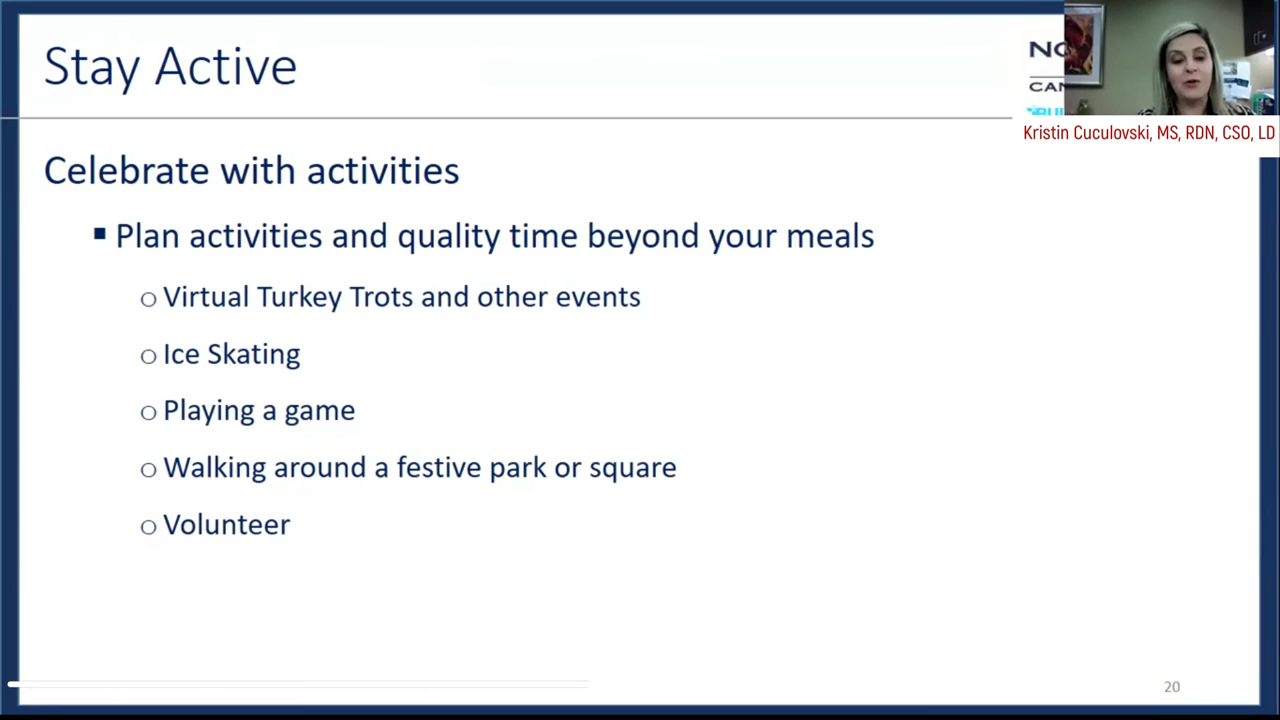 Stay Active
Kristin Cuculovski, MS, RDN, CSO, LD
Celebrate with activities
▪ Plan activities and quality time beyond your meals
o Virtual Turkey Trots and other events
o Ice Skating
o Playing a game
o Walking around a festive park or square
o Volunteer
20